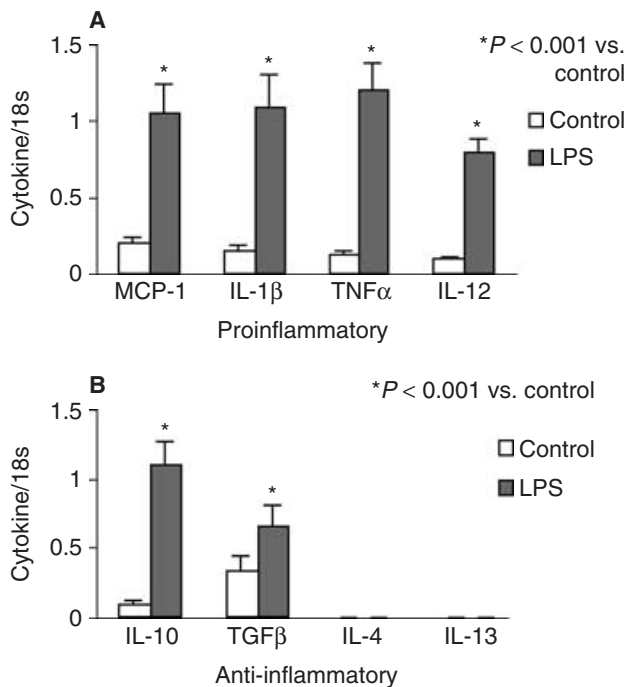 A
*P < 0.001 vs.
control
Control
LPS
Cytokine/18s
1.5
1
0.5
0
MCP-1 IL-1β TNFα IL-12
* * * *
Proinflammatory
B
*P < 0.001 vs. control
Control
LPS
Cytokine/18s
1.5
1
0.5
0
* *
IL-10 TGFβ IL-4 IL-13
Anti-inflammatory